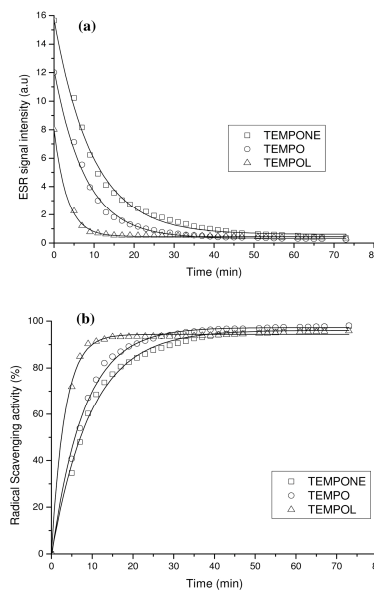 (a)
16
14
12
10
8
6
4
2
0
ESR signal intensity (a.u)
TEMPONE
TEMPO
TEMPOL
0 10 20 30 40 50 60 70
Time (min)
(b)
100
80
60
40
20
0
Radical Scavenging activity (%)
TEMPONE
TEMPO
TEMPOL
0 10 20 30 40 50 60 70
Time (min)